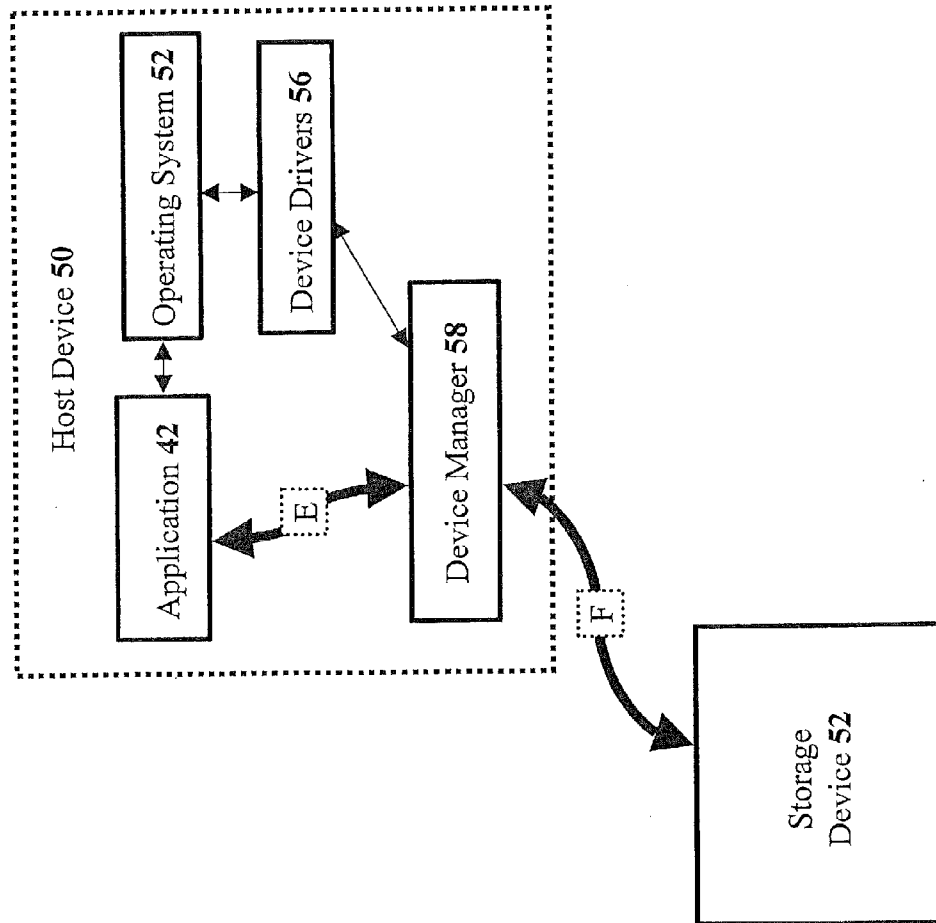 Host Device 50
Application 42
Operating System 52
E
Device Drivers 56
Device Manager 58
F
Storage
Device 52